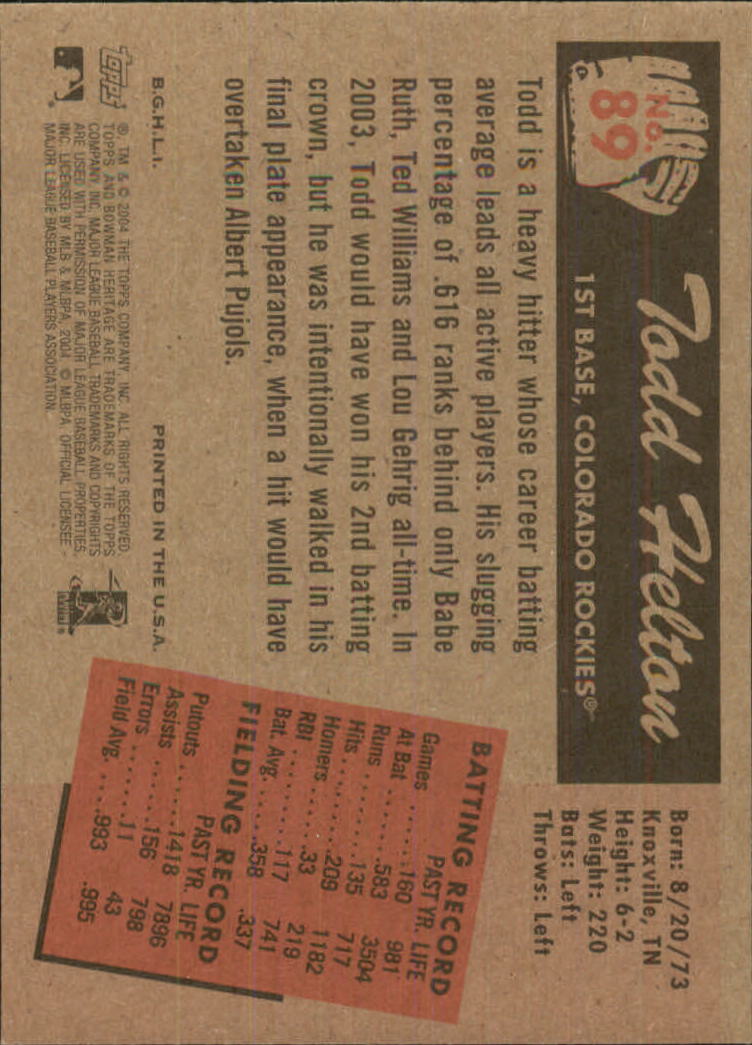 No.
89
Todd Helton
1ST BASE, COLORADO ROCKIES®
Born: 8/20/73
Knoxville, TN
Height: 6-2
Weight: 220
Bats: Left
Throws: Left
Todd is a heavy hitter whose career batting
average leads all active players. His slugging
percentage of .616 ranks behind only Babe
Ruth, Ted Williams and Lou Gehrig all-time. In
2003, Todd would have won his 2nd batting
crown, but he was intentionally walked in his
final plate appearance, when a hit would have
overtaken Albert Pujols.
BATTING RECORD
PAST YR. LIFE
Games ......160 981
At Bat .......583 3504
Runs ........135 717
Hits .........209 1182
Homers .......33 219
RBI .........117 741
Bat. Avg. .....358 .337
FIELDING RECORD
PAST YR. LIFE
Putouts .....1418 7896
Assists ......156 798
Errors .......11 43
Field Avg. ....993 .995
B.G.H.L.I.
PRINTED IN THE U.S.A.
Topps
®, TM & © 2004 THE TOPPS COMPANY, INC. ALL RIGHTS RESERVED.
TOPPS AND BOWMAN HERITAGE ARE TRADEMARKS OF THE TOPPS
COMPANY, INC. MAJOR LEAGUE BASEBALL TRADEMARKS AND COPYRIGHTS
ARE USED WITH PERMISSION OF MAJOR LEAGUE BASEBALL PROPERTIES,
INC. LICENSED BY MLB & MLBPA, 2004 © MLBPA, OFFICIAL LICENSEE -
MAJOR LEAGUE BASEBALL PLAYERS ASSOCIATION.